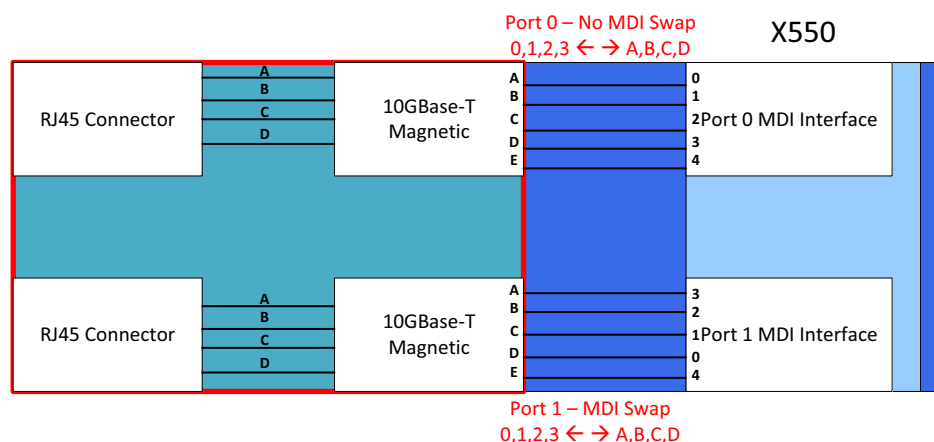 Port 0 – No MDI Swap
0,1,2,3 ← → A,B,C,D
X550
A
B
C
D
RJ45 Connector
10GBase-T
Magnetic
A
B
C
D
E
0
1
2
3
4
Port 0 MDI Interface
A
B
C
D
RJ45 Connector
10GBase-T
Magnetic
A
B
C
D
E
3
2
1
0
4
Port 1 MDI Interface
Port 1 – MDI Swap
0,1,2,3 ← → A,B,C,D